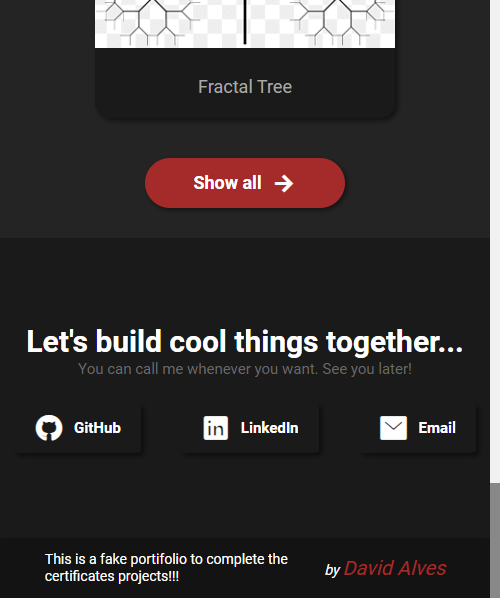 Fractal Tree
Show all
Let's build cool things together...
You can call me whenever you want. See you later!
GitHub
LinkedIn
Email
This is a fake portifolio to complete the
certificates projects!!!
by David Alves